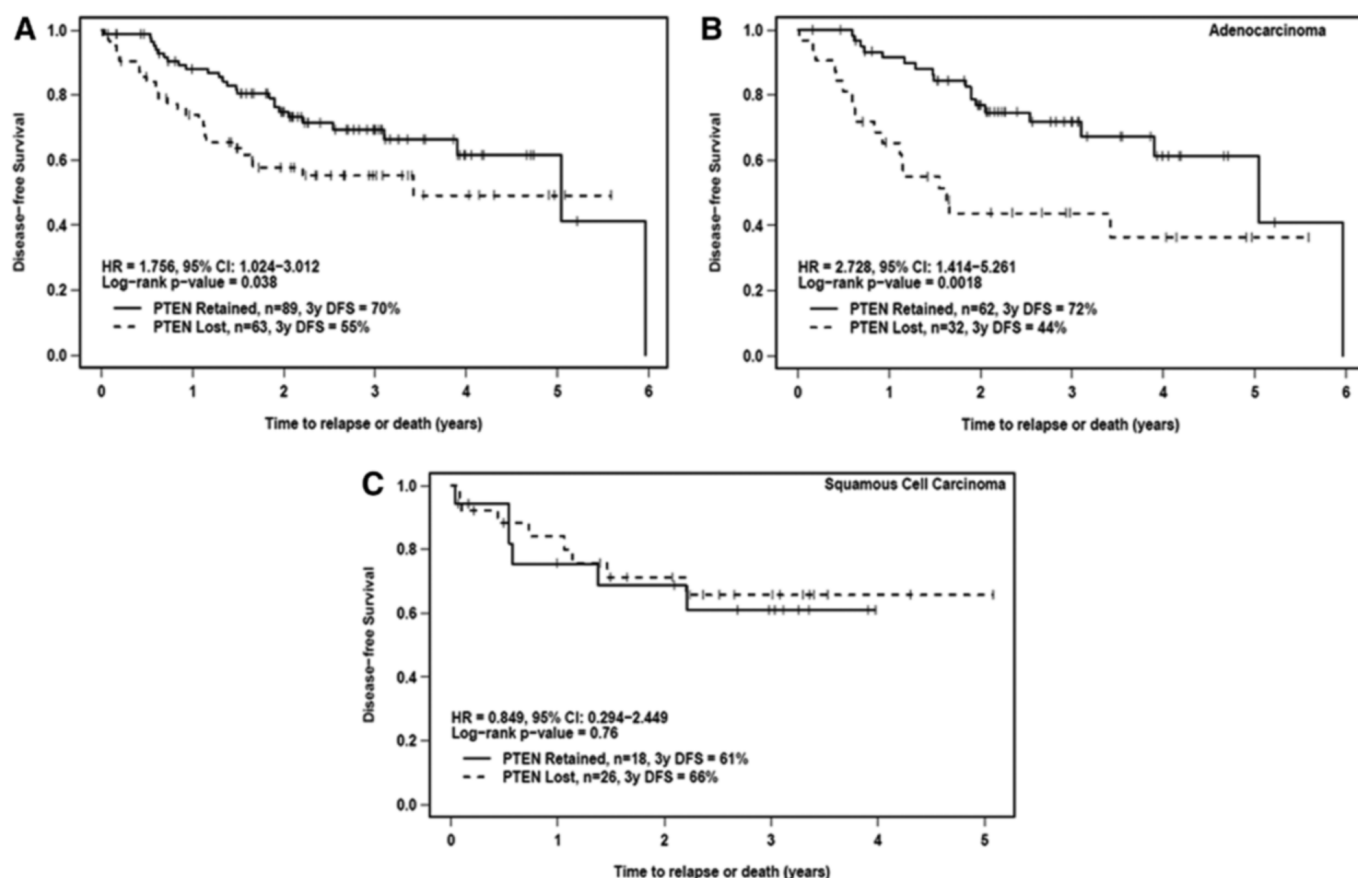 A
Disease-free Survival
1.0
0.8
0.6
0.4
0.2
0.0
HR = 1.756, 95% CI: 1.024−3.012
Log−rank p−value = 0.038
PTEN Retained, n=89, 3y DFS = 70%
PTEN Lost, n=63, 3y DFS = 55%
0 1 2 3 4 5 6
Time to relapse or death (years)
B
Adenocarcinoma
Disease−free Survival
1.0
0.8
0.6
0.4
0.2
0.0
HR = 2.728, 95% CI: 1.414−5.261
Log−rank p−value = 0.0018
PTEN Retained, n=62, 3y DFS = 72%
PTEN Lost, n=32, 3y DFS = 44%
0 1 2 3 4 5 6
Time to relapse or death (years)
C
Squamous Cell Carcinoma
Disease−free Survival
1.0
0.8
0.6
0.4
0.2
0.0
HR = 0.849, 95% CI: 0.294−2.449
Log−rank p−value = 0.76
PTEN Retained, n=18, 3y DFS = 61%
PTEN Lost, n=26, 3y DFS = 66%
0 1 2 3 4 5
Time to relapse or death (years)